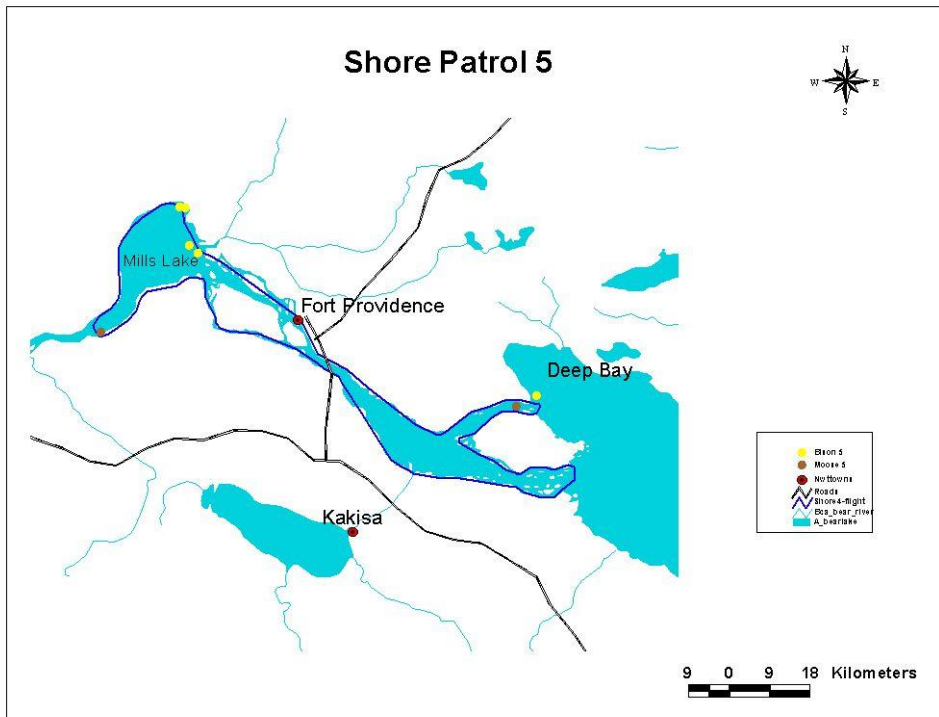 Shore Patrol 5
N
W E
S
Mills Lake
Fort Providence
Deep Bay
Kakisa
Bison 5
Moose 5
Nwttowns
Roads
Shore4-flight
Ecs_bear_river
A_bearlake
9 0 9 18 Kilometers